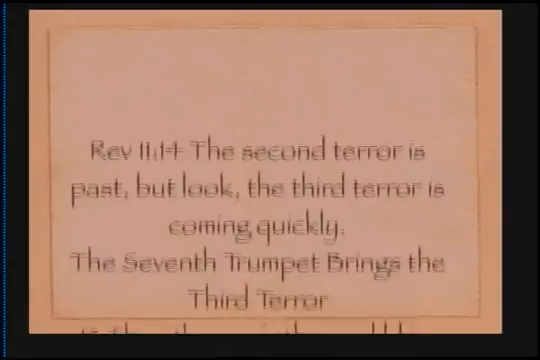 Rev 11:14 The second terror is
past, but look, the third terror is
coming quickly.
The Seventh Trumpet Brings the
Third Terror